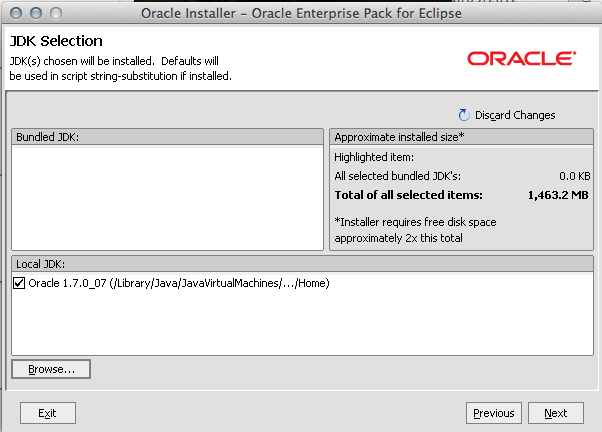 Oracle Installer - Oracle Enterprise Pack for Eclipse
JDK Selection
JDK(s) chosen will be installed. Defaults will
be used in script string-substitution if installed.
ORACLE®
Discard Changes
Bundled JDK:
Approximate installed size*
Highlighted item:
All selected bundled JDK's: 0.0 KB
Total of all selected items: 1,463.2 MB
*Installer requires free disk space
approximately 2x this total
Local JDK:
Oracle 1.7.0_07 (/Library/Java/JavaVirtualMachines/.../Home)
Browse...
Exit
Previous
Next